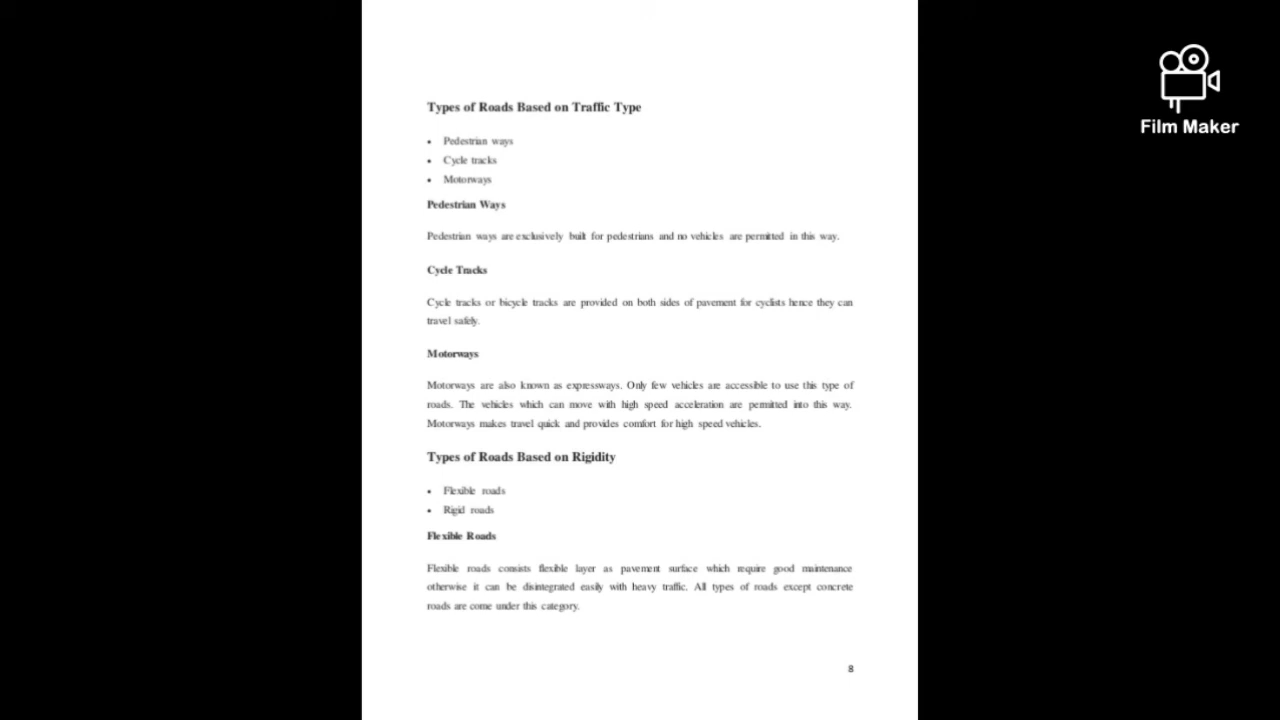 Types of Roads Based on Traffic Type
• Pedestrian ways
• Cycle tracks
• Motorways
Pedestrian Ways
Pedestrian ways are exclusively built for pedestrians and no vehicles are permitted in this way.
Cycle Tracks
Cycle tracks or bicycle tracks are provided on both sides of pavement for cyclists hence they can
travel safely.
Motorways
Motorways are also known as expressways. Only few vehicles are accessible to use this type of
roads. The vehicles which can move with high speed acceleration are permitted into this way.
Motorways makes travel quick and provides comfort for high speed vehicles.
Types of Roads Based on Rigidity
• Flexible roads
• Rigid roads
Flexible Roads
Flexible roads consists flexible layer as pavement surface which require good maintenance
otherwise it can be disintegrated easily with heavy traffic. All types of roads except concrete
roads are come under this category.
8
Film Maker